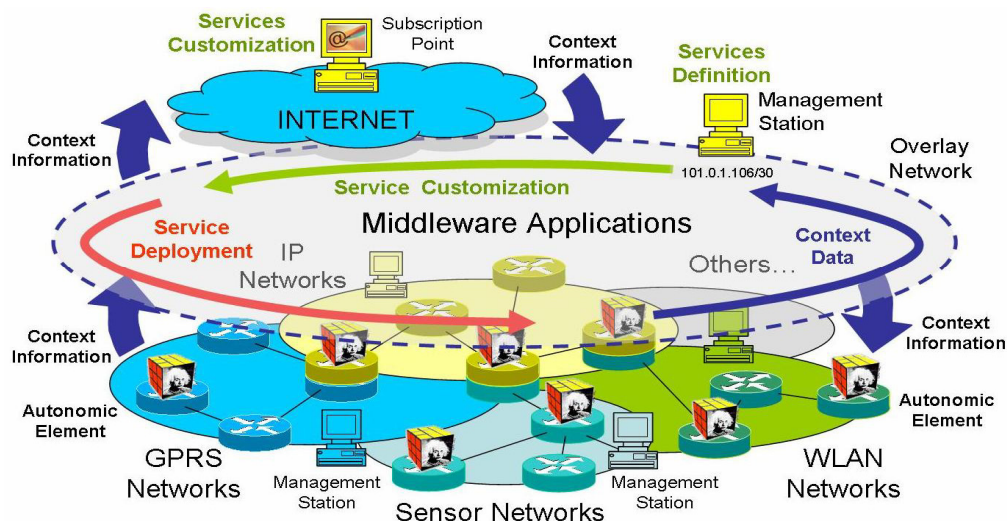 Services
Customization
@
Subscription
Point
Context
Information
Services
Definition
Management
Station
INTERNET
Context
Information
Overlay
Network
101.0.1.106/30
Service Customization
Middleware Applications
Service
Deployment
IP
Networks
Context
Data
Others...
Context
Information
Context
Information
Autonomic
Element
Autonomic
Element
GPRS
Networks
Management
Station
Sensor Networks
Management
Station
WLAN
Networks